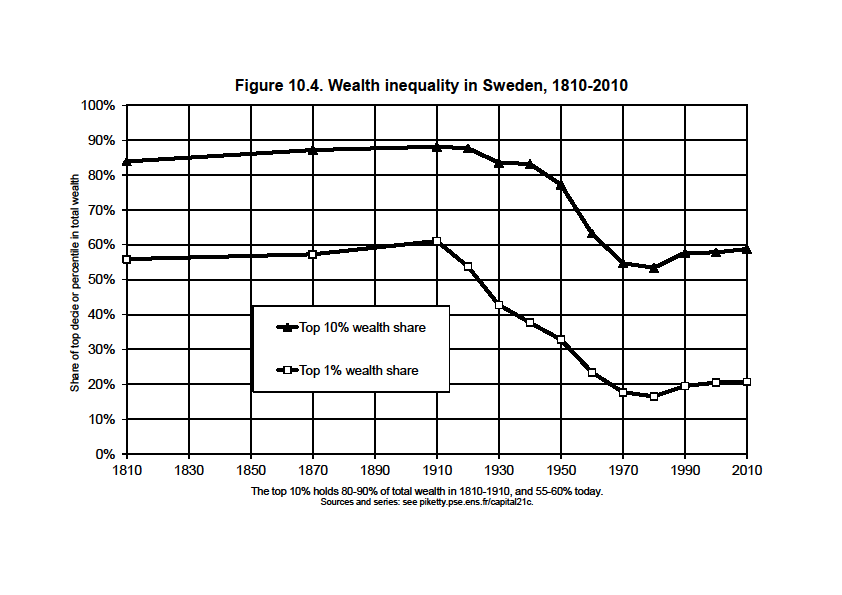 Figure 10.4. Wealth inequality in Sweden, 1810-2010
100%
90%
80%
70%
60%
50%
40%
30%
20%
10%
0%
Share of top decie or percentile in total wealth
Top 10% wealth share
Top 1% wealth share
1810 1830 1850 1870 1890 1910 1930 1950 1970 1990 2010
The top 10% holds 80-90% of total wealth in 1810-1910, and 55-60% today.
Sources and series: see piketty.pse.ens.fr/capital21c.